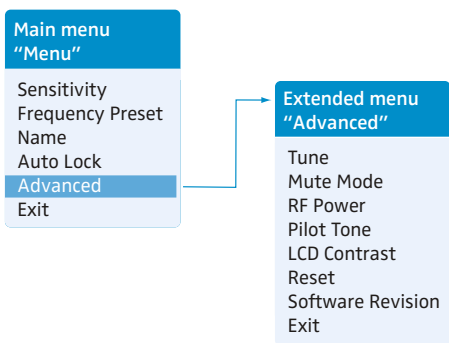 Main menu
“Menu”
Sensitivity
Frequency Preset
Name
Auto Lock
Advanced
Exit
Extended menu
“Advanced”
Tune
Mute Mode
RF Power
Pilot Tone
LCD Contrast
Reset
Software Revision
Exit